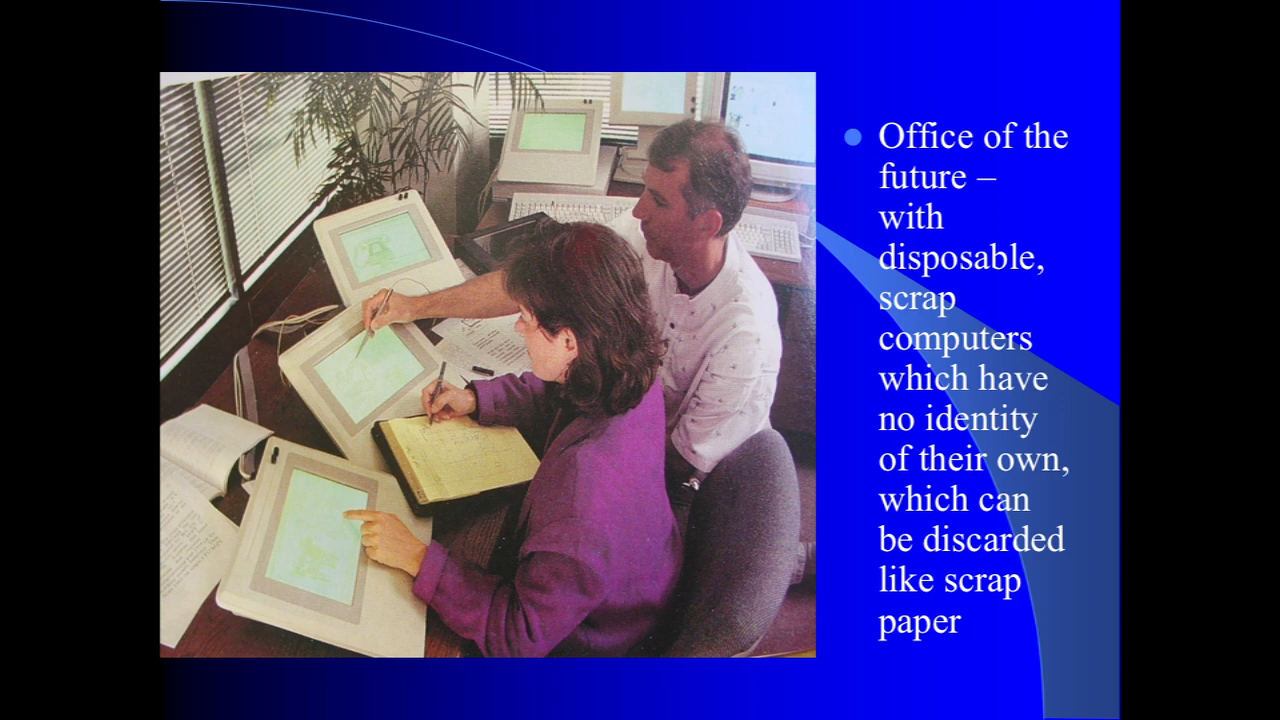 Office of the
future –
with
disposable,
scrap
computers
which have
no identity
of their own,
which can
be discarded
like scrap
paper